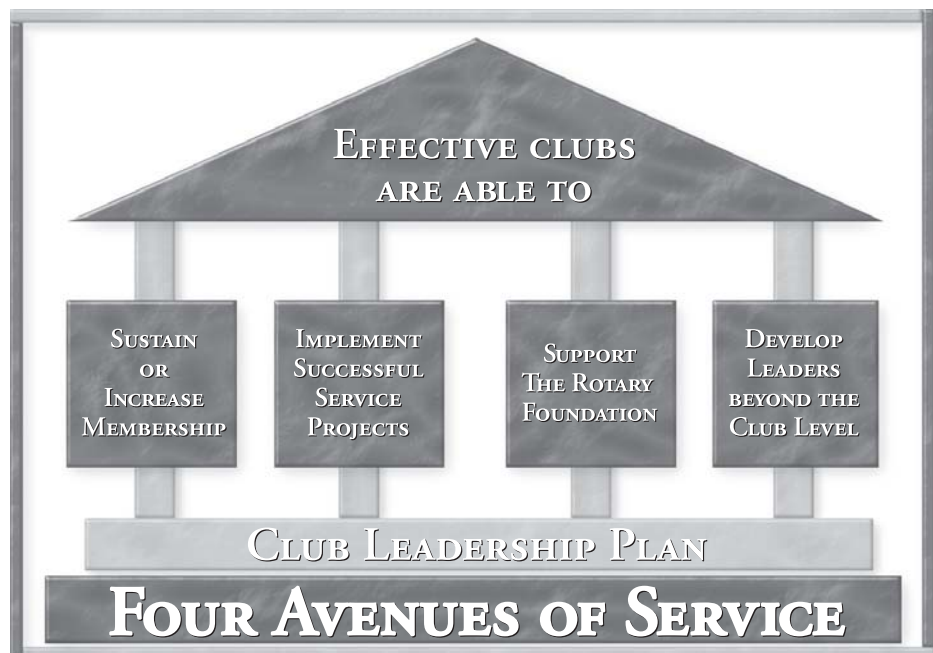 Effective clubs
are able to
Sustain
or
Increase
Membership
Implement
Successful
Service
Projects
Support
The Rotary
Foundation
Develop
Leaders
beyond the
Club Level
Club Leadership Plan
Four Avenues of Service